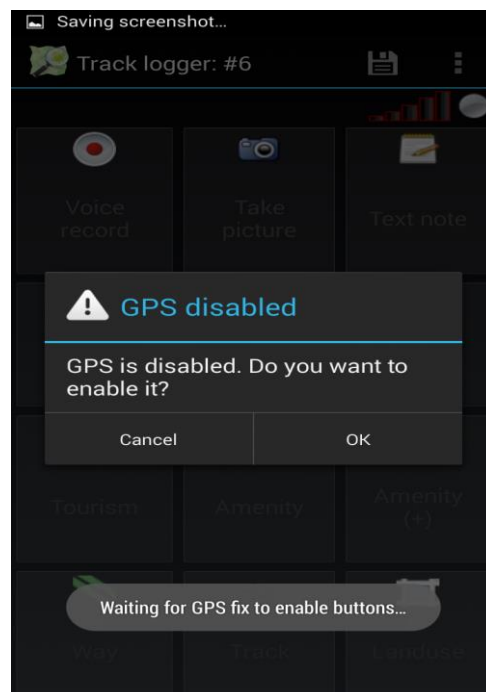 Saving screenshot...
Track logger: #6
Voice
record
Take
picture
Text note
GPS disabled
GPS is disabled. Do you want to
enable it?
Cancel
OK
Tourism
Amenity
Amenity
(+)
Waiting for GPS fix to enable buttons...
Way
Track
Landuse